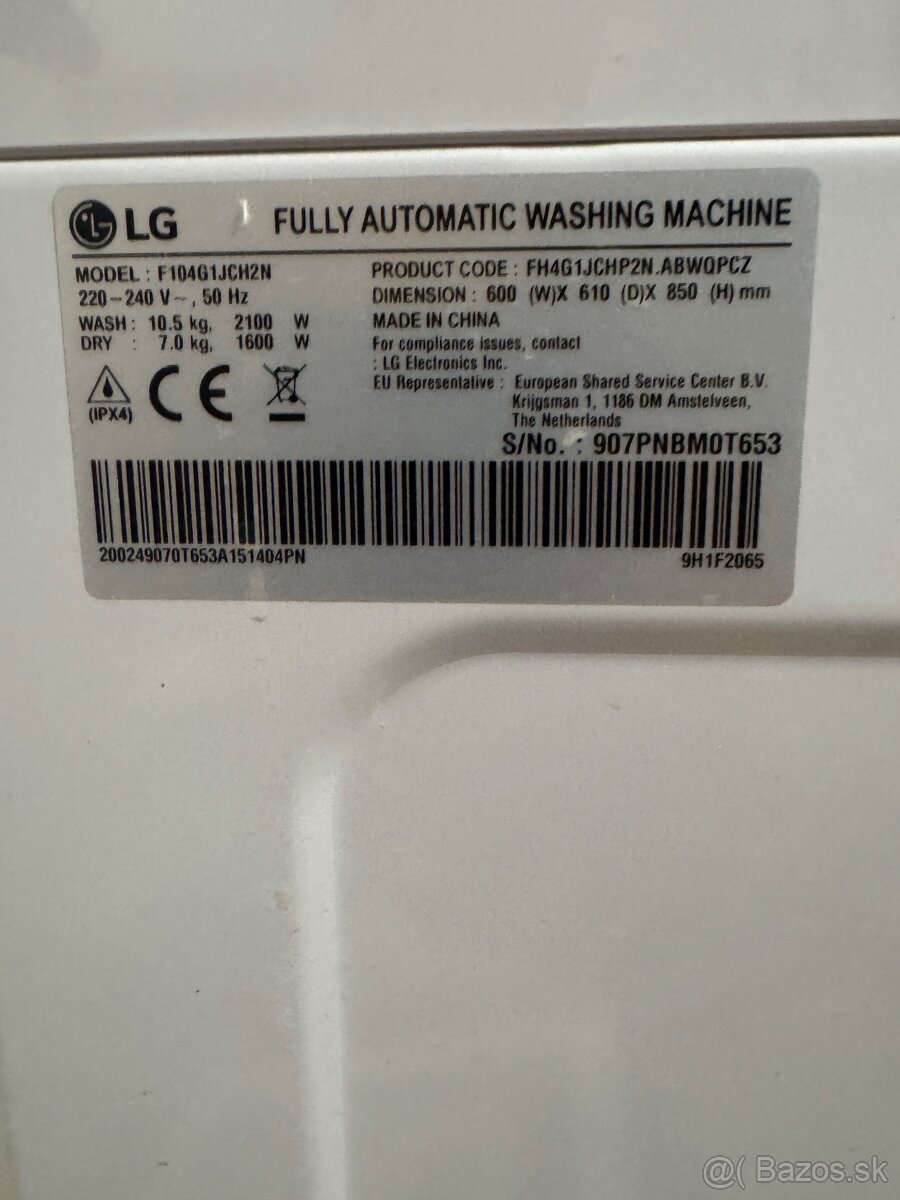 LG FULLY AUTOMATIC WASHING MACHINE
MODEL : F104G1JCH2N
220-240 V~, 50 Hz
WASH : 10.5 kg, 2100 W
DRY : 7.0 kg, 1600 W
(IPX4)
CE
PRODUCT CODE : FH4G1JCHP2N.ABWQPCZ
DIMENSION : 600 (W)X 610 (D)X 850 (H) mm
MADE IN CHINA
For compliance issues, contact
: LG Electronics Inc.
EU Representative : European Shared Service Center B.V.
Krijgsman 1, 1186 DM Amstelveen,
The Netherlands
S/No. : 907PNBM0T653
200249070T653A151404PN
9H1F2065
@( Bazos.sk